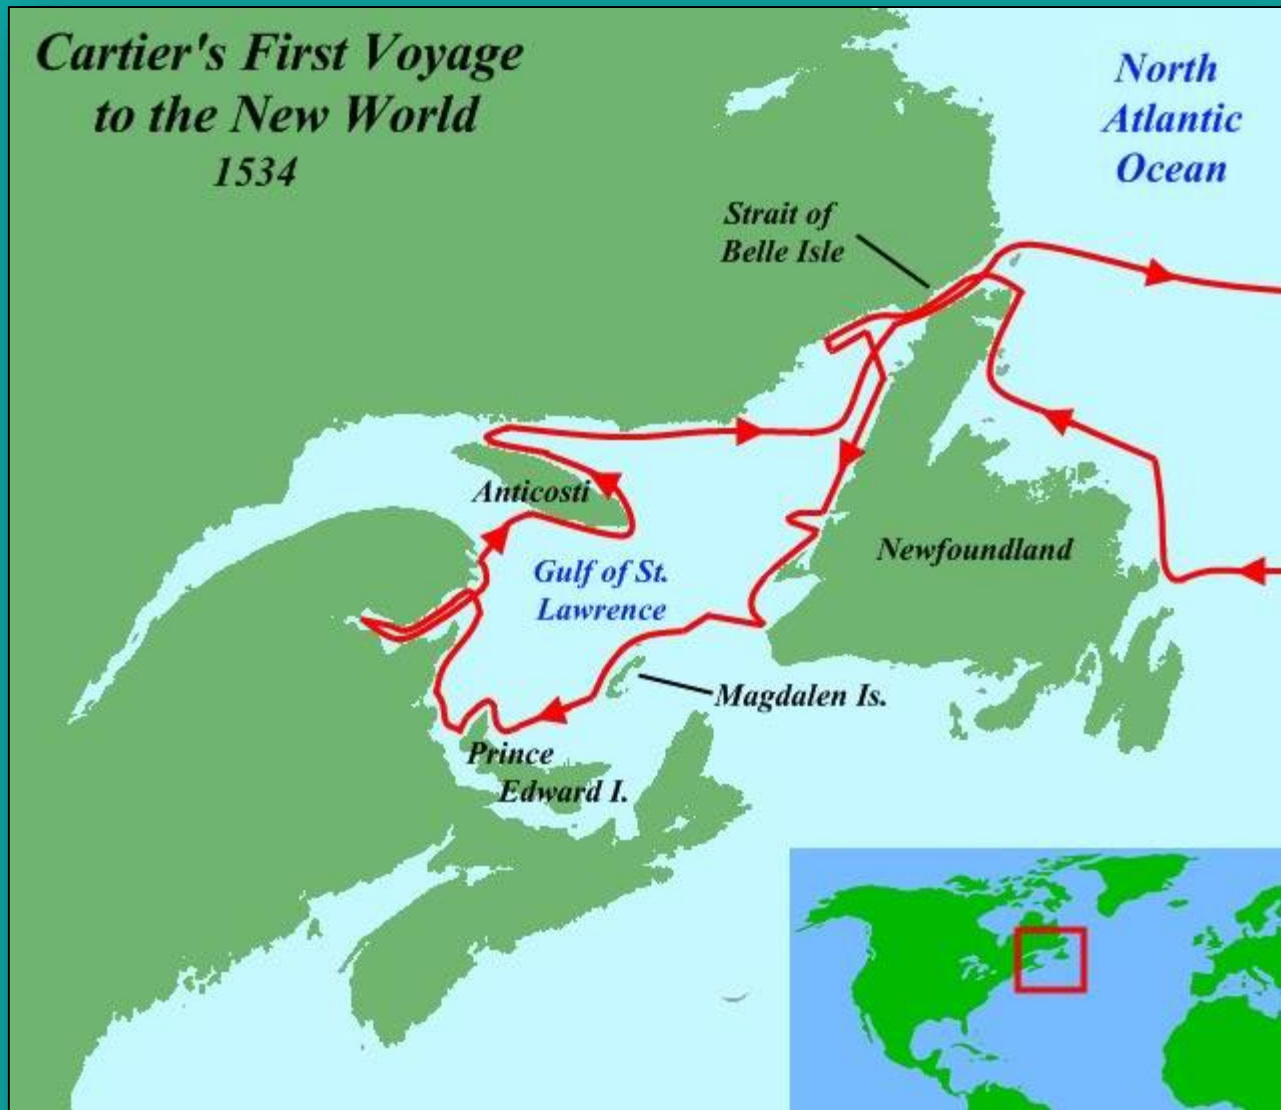 Cartier's First Voyage
to the New World
1534
North
Atlantic
Ocean
Strait of
Belle Isle
Anticosti
Newfoundland
Gulf of St.
Lawrence
Magdalen Is.
Prince
Edward I.